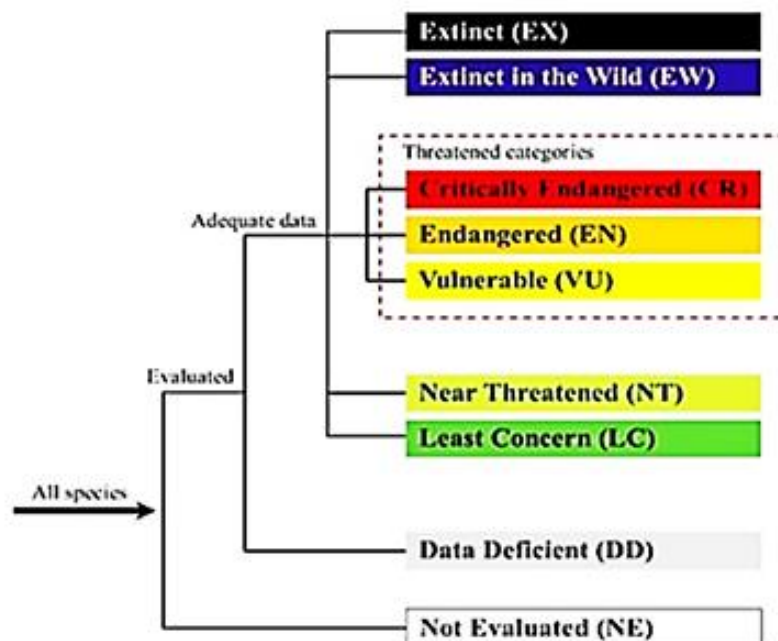 Extinct (EX)
Extinct in the Wild (EW)
Threatened categories
Critically Endangered (CR)
Adequate data
Endangered (EN)
Vulnerable (VU)
Evaluated
Near Threatened (NT)
Least Concern (LC)
All species
Data Deficient (DD)
Not Evaluated (NE)